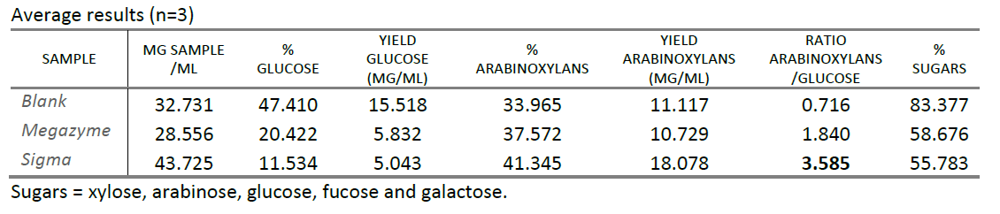 Average results (n=3)
SAMPLE MG SAMPLE /ML % GLUCOSE YIELD GLUCOSE (MG/ML) % ARABINOXYLANS YIELD ARABINOXYLANS (MG/ML) RATIO ARABINOXYLANS /GLUCOSE % SUGARS
Blank 32.731 47.410 15.518 33.965 11.117 0.716 83.377
Megazyme 28.556 20.422 5.832 37.572 10.729 1.840 58.676
Sigma 43.725 11.534 5.043 41.345 18.078 3.585 55.783
Sugars = xylose, arabinose, glucose, fucose and galactose.